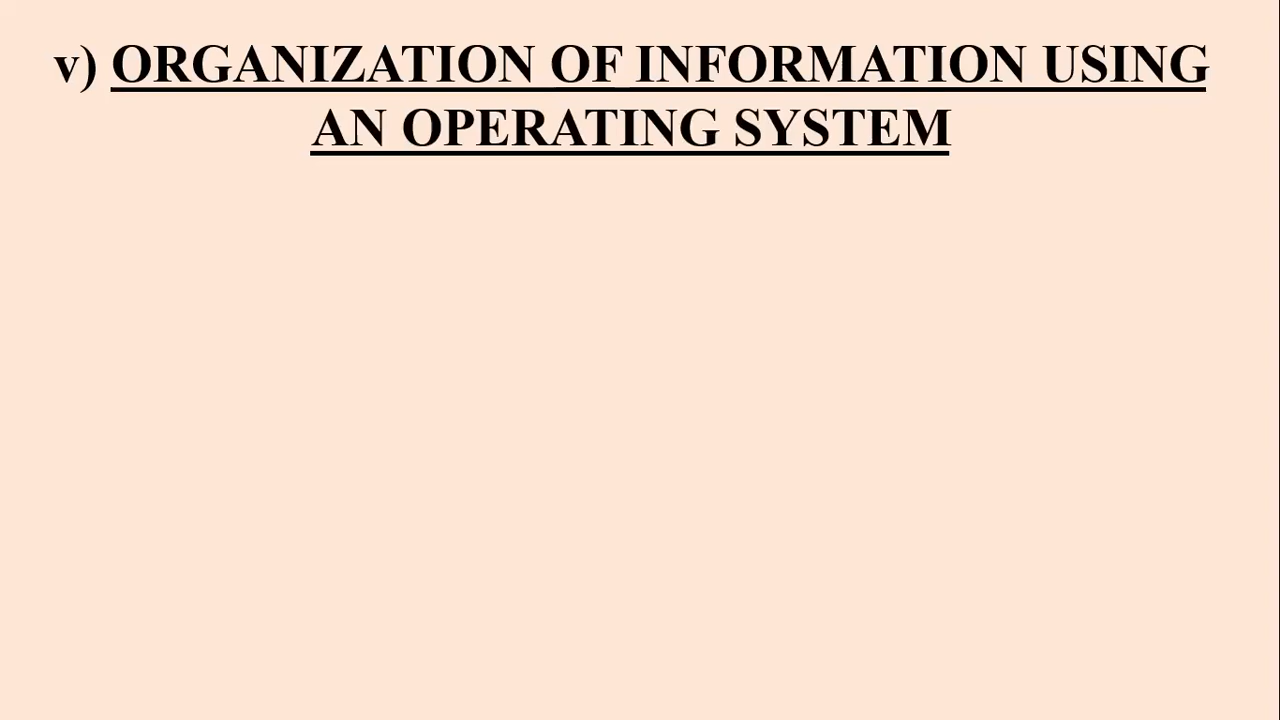 v) ORGANIZATION OF INFORMATION USING
AN OPERATING SYSTEM